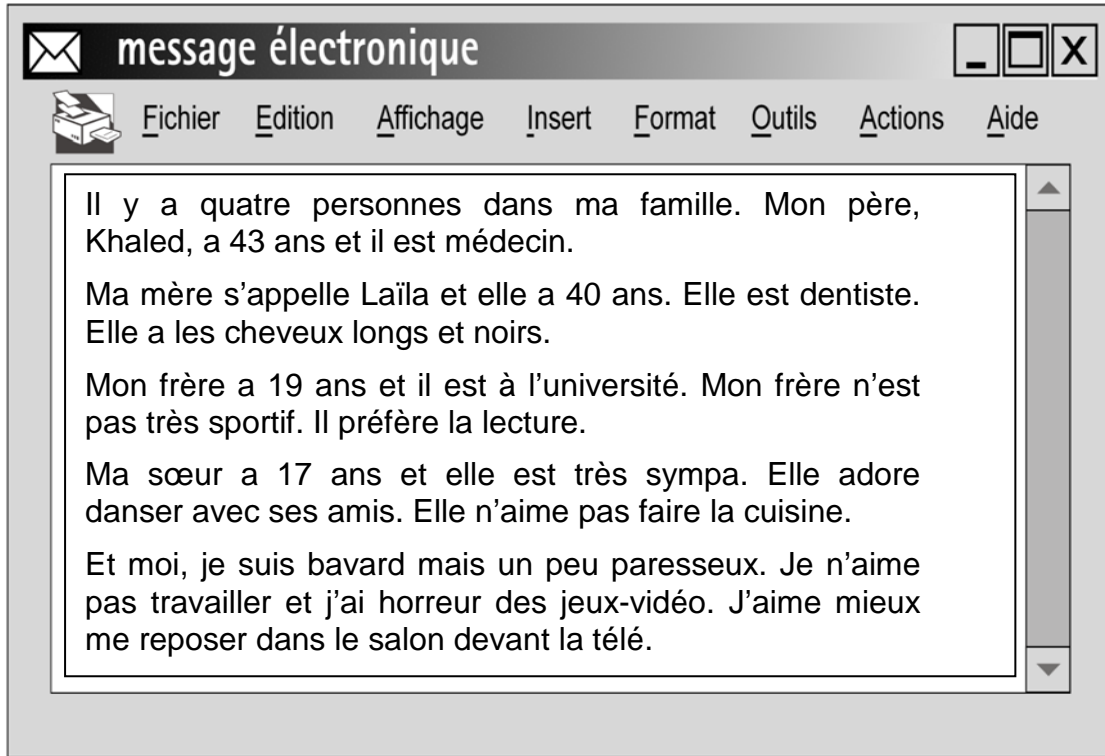 message électronique
Fichier Edition Affichage Insert Format Outils Actions Aide
Il y a quatre personnes dans ma famille. Mon père,
Khaled, a 43 ans et il est médecin.
Ma mère s’appelle Laïla et elle a 40 ans. Elle est dentiste.
Elle a les cheveux longs et noirs.
Mon frère a 19 ans et il est à l’université. Mon frère n’est
pas très sportif. Il préfère la lecture.
Ma sœur a 17 ans et elle est très sympa. Elle adore
danser avec ses amis. Elle n’aime pas faire la cuisine.
Et moi, je suis bavard mais un peu paresseux. Je n’aime
pas travailler et j’ai horreur des jeux-vidéo. J’aime mieux
me reposer dans le salon devant la télé.